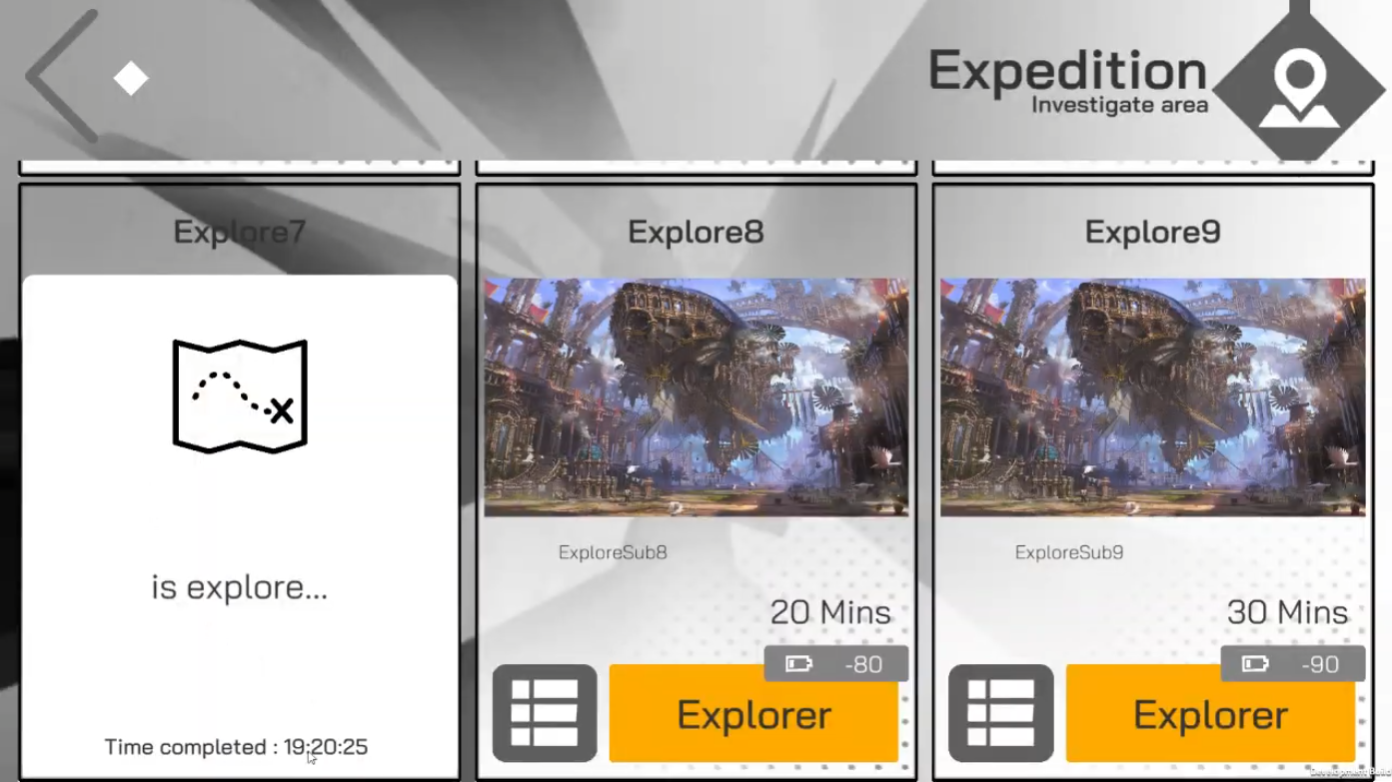 Expedition
Investigate area
Explore7
is explore...
Time completed : 19:20:25
Explore8
ExploreSub8
20 Mins
-80
Explorer
Explore9
ExploreSub9
30 Mins
-90
Explorer
Development Build